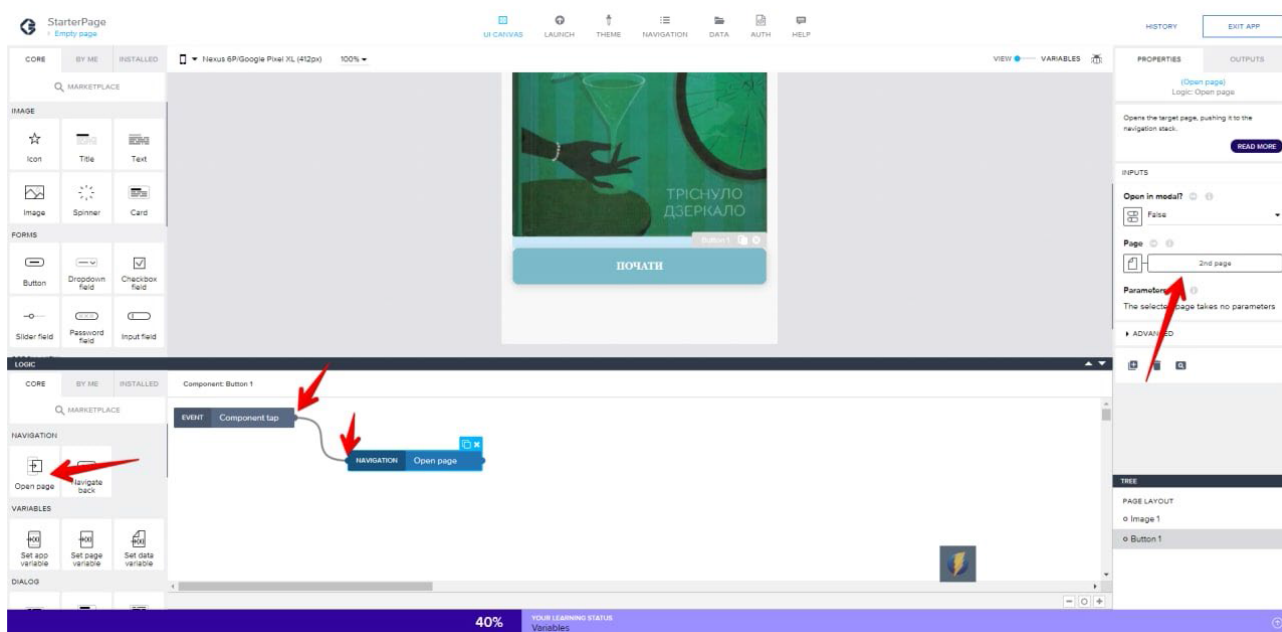 StarterPage
Empty page
UI CANVAS
LAUNCH
THEME
NAVIGATION
DATA
AUTH
HELP
HISTORY
EXIT APP
CORE
BY ME
INSTALLED
Nexus 6P/Google Pixel XL (412px)
100%
VIEW
VARIABLES
PROPERTIES
OUTPUTS
MARKETPLACE
IMAGE
Icon
Title
Text
Image
Spinner
Card
FORMS
Button
Dropdown field
Checkbox field
Slider field
Password field
Input field
ТРІСНУЛО
ДЗЕРКАЛО
Button 1
ПОЧАТИ
(Open page)
Logic: Open page
Opens the target page, pushing it to the
navigation stack.
READ MORE
INPUTS
Open in modal?
False
Page
2nd page
Parameters
The selected page takes no parameters
ADVANCED
LOGIC
CORE
BY ME
INSTALLED
Component: Button 1
MARKETPLACE
EVENT
Component tap
NAVIGATION
Open page
NAVIGATION
Open page
Navigate
back
VARIABLES
Set app
variable
Set page
variable
Set data
variable
DIALOG
TREE
PAGE LAYOUT
Image 1
Button 1
40%
YOUR LEARNING STATUS
Variables